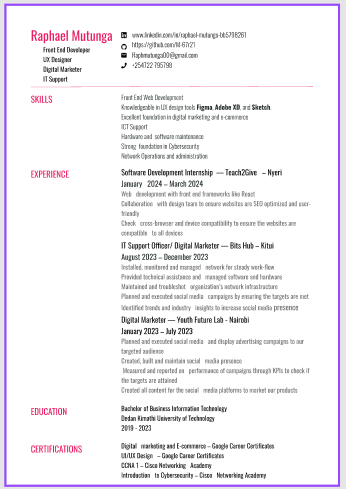 Raphael Mutunga
Front End Developer
UX Designer
Digital Marketer
IT Support
www.linkedin.com/in/raphael-mutunga-bb5798261
https://github.com/M-67r21
Raphmutunga00@gmail.com
+254722 795798
SKILLS
Front End Web Development
Knowledgeable in UX design tools Figma, Adobe XD, and Sketch.
Excellent foundation in digital marketing and e-commerce
ICT Support
Hardware and software maintenance
Strong foundation in Cybersecurity
Network Operations and administration
EXPERIENCE
Software Development Internship — Teach2Give – Nyeri
January 2024 – March 2024
Web development with front end frameworks like React
Collaboration with design team to ensure websites are SEO optimized and user-
friendly
Check cross-browser and device compatibility to ensure the websites are
compatible to all devices
IT Support Officer/ Digital Marketer — Bits Hub – Kitui
August 2023 – December 2023
Installed, monitored and managed network for steady work-flow
Provided technical assistance and managed software and hardware
Maintained and troubleshot organization's network infrastructure
Planned and executed social media campaigns by ensuring the targets are met
Identified trends and insights to increase social media presence
Digital Marketer — Youth Future Lab - Nairobi
January 2023 – July 2023
Planned and executed social media and display advertising campaigns to our
targeted audience
Created, built and maintain social media presence
Measured and reported on performance of campaigns through KPIs to check if
the targets are attained
Created all content for the social media platforms to market our products
EDUCATION
Bachelor of Business Information Technology
Dedan Kimathi University of Technology
2019 - 2023
CERTIFICATIONS
Digital marketing and E-commerce – Google Career Certificates
UI/UX Design – Google Career Certificates
CCNA 1 – Cisco Networking Academy
Introduction to Cybersecurity – Cisco Networking Academy